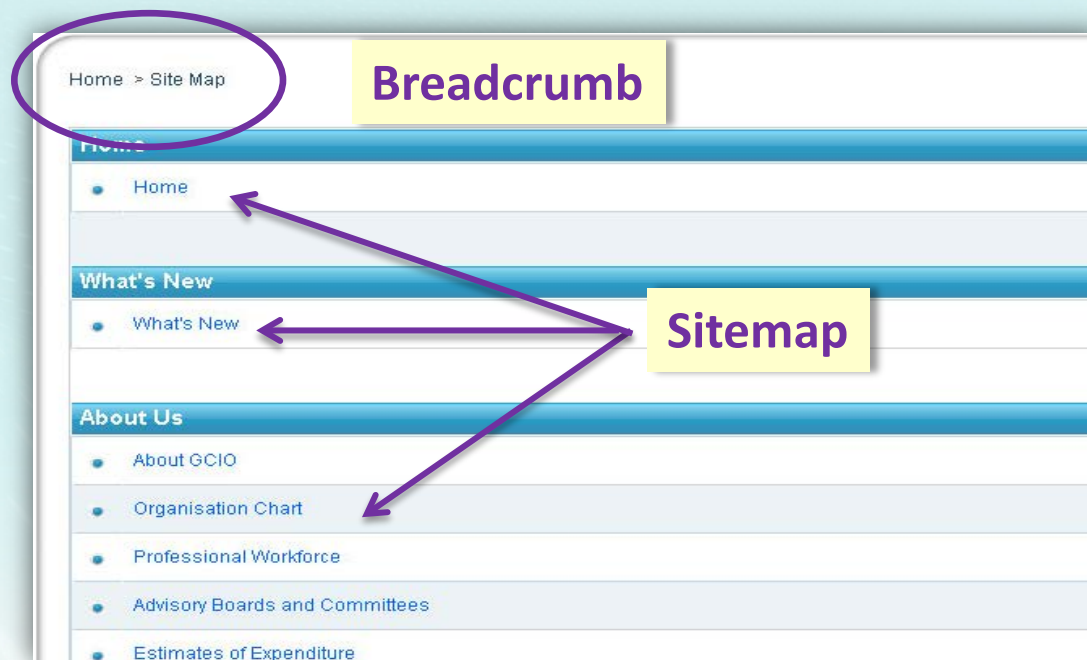 Home > Site Map
Breadcrumb
Home
Home
What's New
What's New
Sitemap
About Us
About GCIO
Organisation Chart
Professional Workforce
Advisory Boards and Committees
Estimates of Expenditure